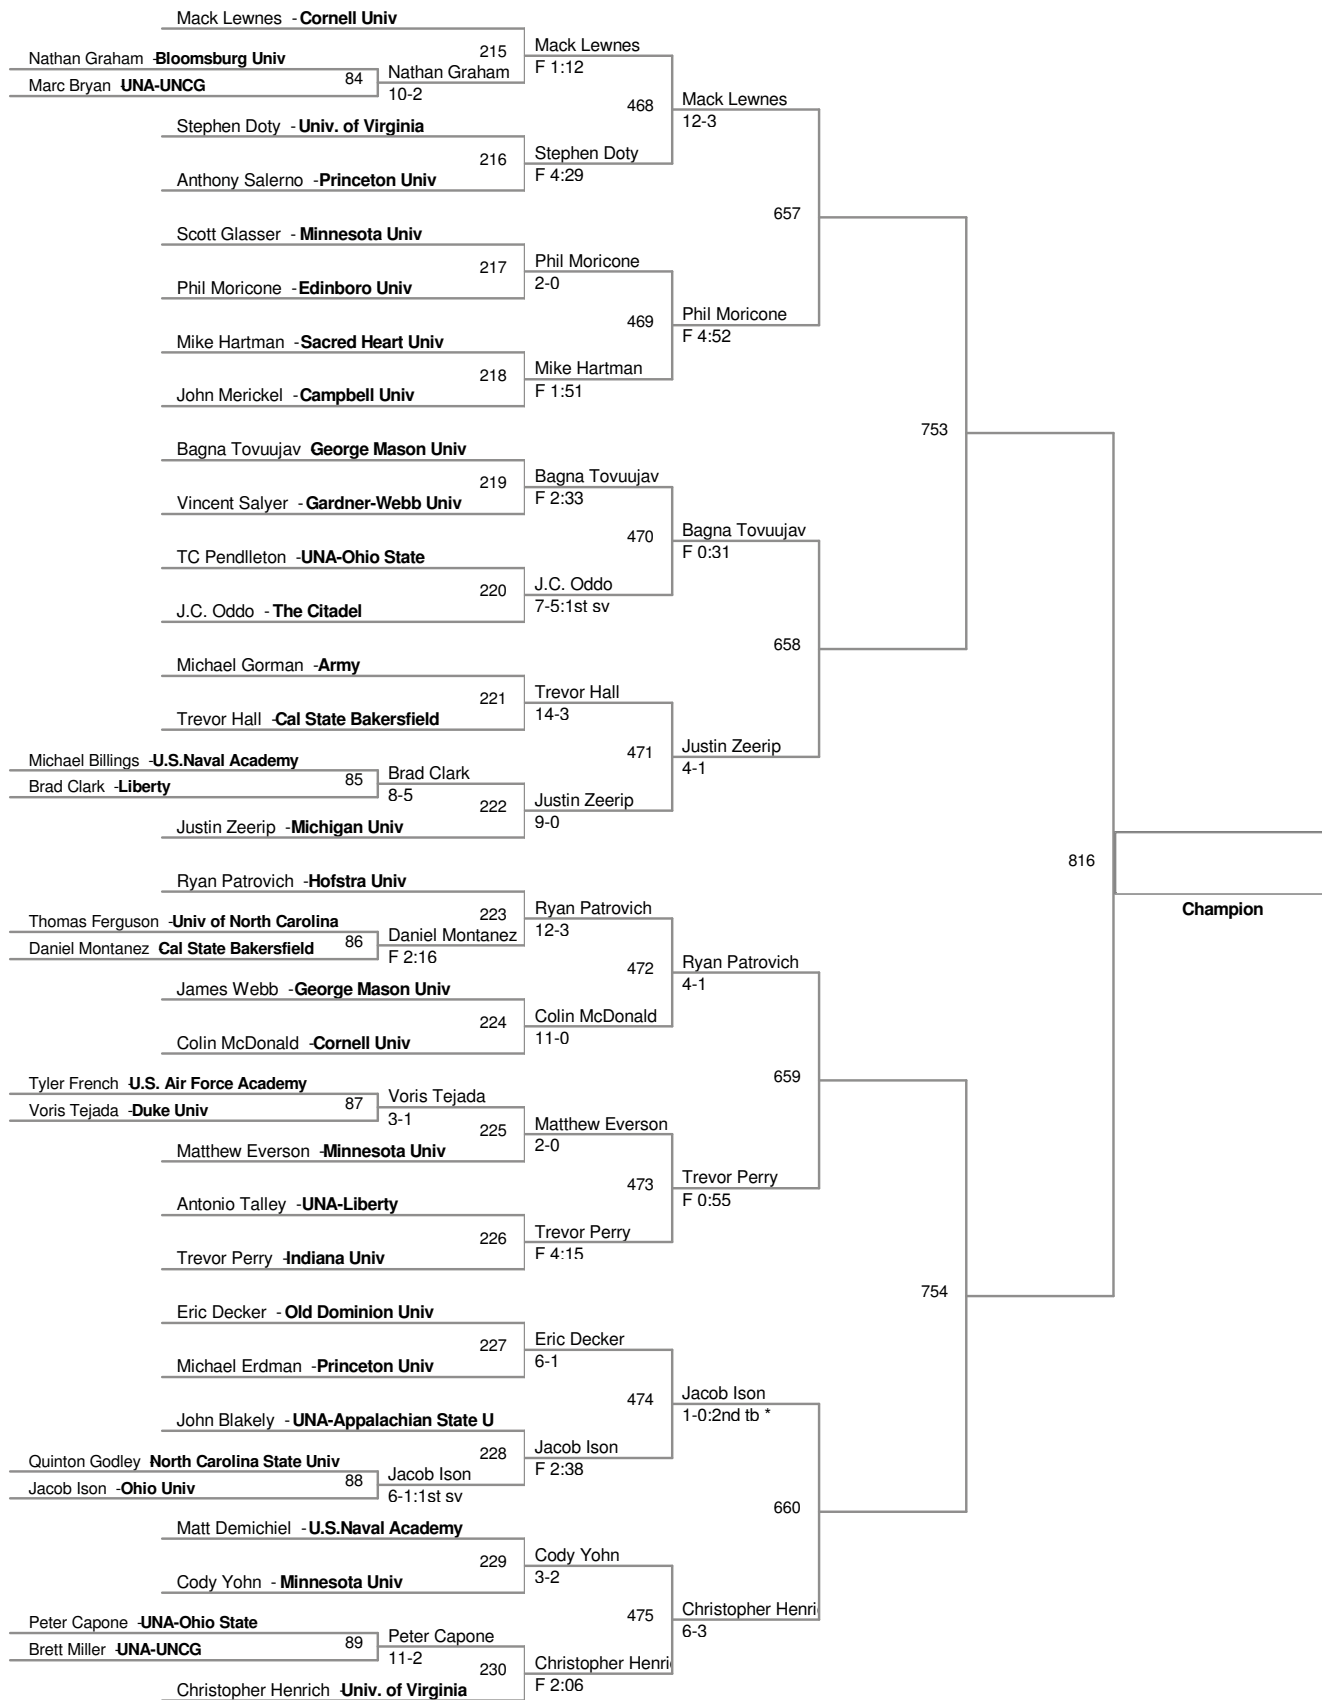 Mack Lewnes - Cornell Univ
215
Mack Lewnes
F 1:12
Nathan Graham -Bloomsburg Univ
Marc Bryan -UNA-UNCG
84
Nathan Graham
10-2
468
Mack Lewnes
12-3
Stephen Doty - Univ. of Virginia
216
Stephen Doty
F 4:29
Anthony Salerno -Princeton Univ
657
Scott Glasser - Minnesota Univ
217
Phil Moricone
2-0
Phil Moricone - Edinboro Univ
469
Phil Moricone
F 4:52
Mike Hartman - Sacred Heart Univ
218
Mike Hartman
F 1:51
John Merickel - Campbell Univ
753
Bagna Tovuujav George Mason Univ
219
Bagna Tovuujav
F 2:33
Vincent Salyer - Gardner-Webb Univ
470
Bagna Tovuujav
F 0:31
TC Pendlleton -UNA-Ohio State
220
J.C. Oddo
7-5:1st sv
J.C. Oddo - The Citadel
658
Michael Gorman -Army
221
Trevor Hall
14-3
Trevor Hall -Cal State Bakersfield
471
Justin Zeerip
4-1
Michael Billings -U.S.Naval Academy
Brad Clark -Liberty
85
Brad Clark
8-5
222
Justin Zeerip
9-0
Justin Zeerip -Michigan Univ
816
Champion
Ryan Patrovich -Hofstra Univ
223
Ryan Patrovich
12-3
Thomas Ferguson -Univ of North Carolina
Daniel Montanez Cal State Bakersfield
86
Daniel Montanez
F 2:16
472
Ryan Patrovich
4-1
James Webb -George Mason Univ
224
Colin McDonald
11-0
Colin McDonald -Cornell Univ
659
Tyler French -U.S. Air Force Academy
Voris Tejada -Duke Univ
87
Voris Tejada
3-1
225
Matthew Everson
2-0
Matthew Everson -Minnesota Univ
473
Trevor Perry
F 0:55
Antonio Talley -UNA-Liberty
226
Trevor Perry
F 4:15
Trevor Perry -Indiana Univ
754
Eric Decker - Old Dominion Univ
227
Eric Decker
6-1
Michael Erdman -Princeton Univ
474
Jacob Ison
1-0:2nd tb *
John Blakely - UNA-Appalachian State U
228
Jacob Ison
F 2:38
Quinton Godley -North Carolina State Univ
Jacob Ison -Ohio Univ
88
Jacob Ison
6-1:1st sv
660
Matt Demichiel - U.S.Naval Academy
229
Cody Yohn
3-2
Cody Yohn - Minnesota Univ
475
Christopher Henri
6-3
Peter Capone -UNA-Ohio State
Brett Miller -UNA-UNCG
89
Peter Capone
11-2
230
Christopher Henri
F 2:06
Christopher Henrich -Univ. of Virginia